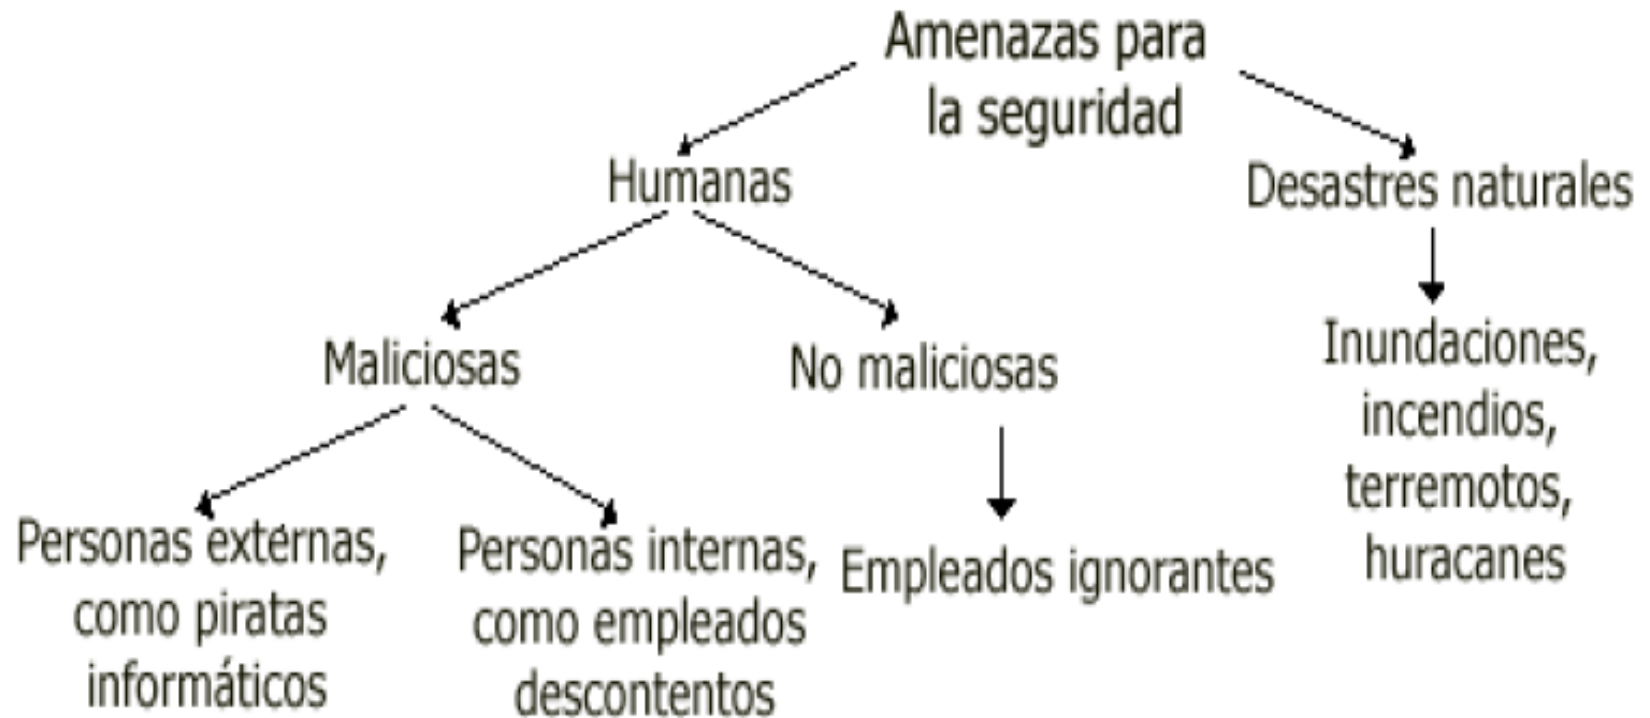 Amenazas para
la seguridad
Humanas
Desastres naturales
Maliciosas
No maliciosas
Inundaciones,
incendios,
terremotos,
huracanes
Personas externas,
como piratas
informáticos
Personas internas,
como empleados
descontentos
Empleados ignorantes